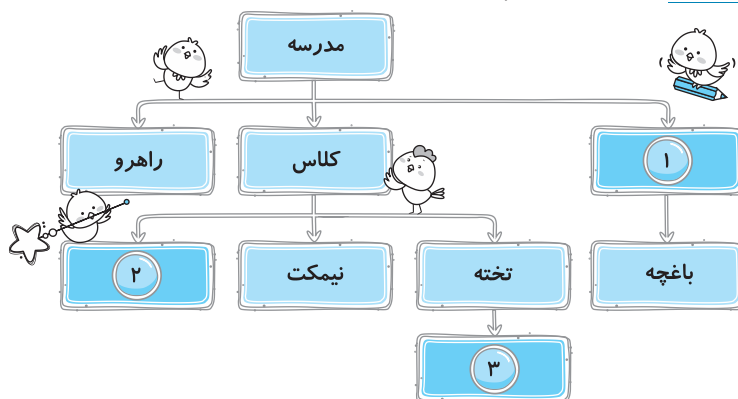 مدرسه
۱
کلاس
راهرو
باغچه
تخته
نیمکت
۲
۳